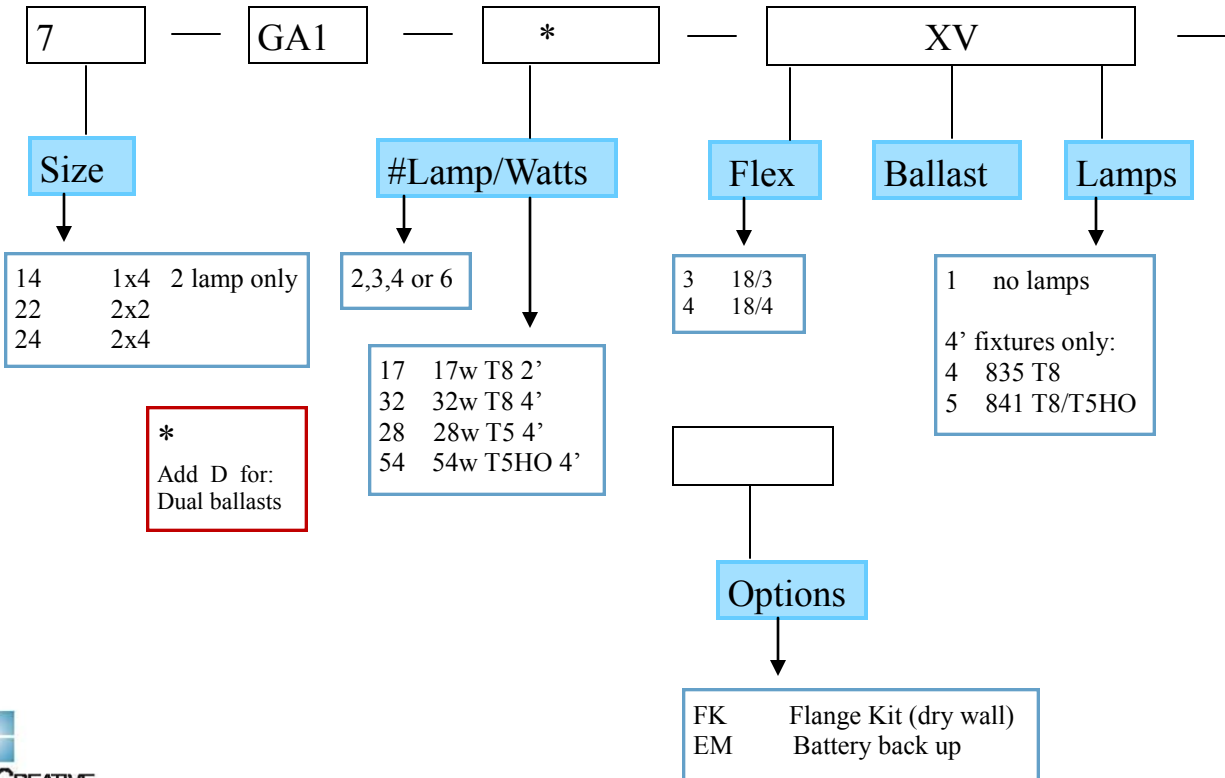 7 — GA1 — * — XV —
Size #Lamp/Watts Flex Ballast Lamps
14 1x4 2 lamp only
22 2x2
24 2x4
*
Add D for:
Dual ballasts
2,3,4 or 6
17 17w T8 2’
32 32w T8 4’
28 28w T5 4’
54 54w T5HO 4’
3 18/3
4 18/4
1 no lamps
4’ fixtures only:
4 835 T8
5 841 T8/T5HO
Options
FK Flange Kit (dry wall)
EM Battery back up
CREATIVE